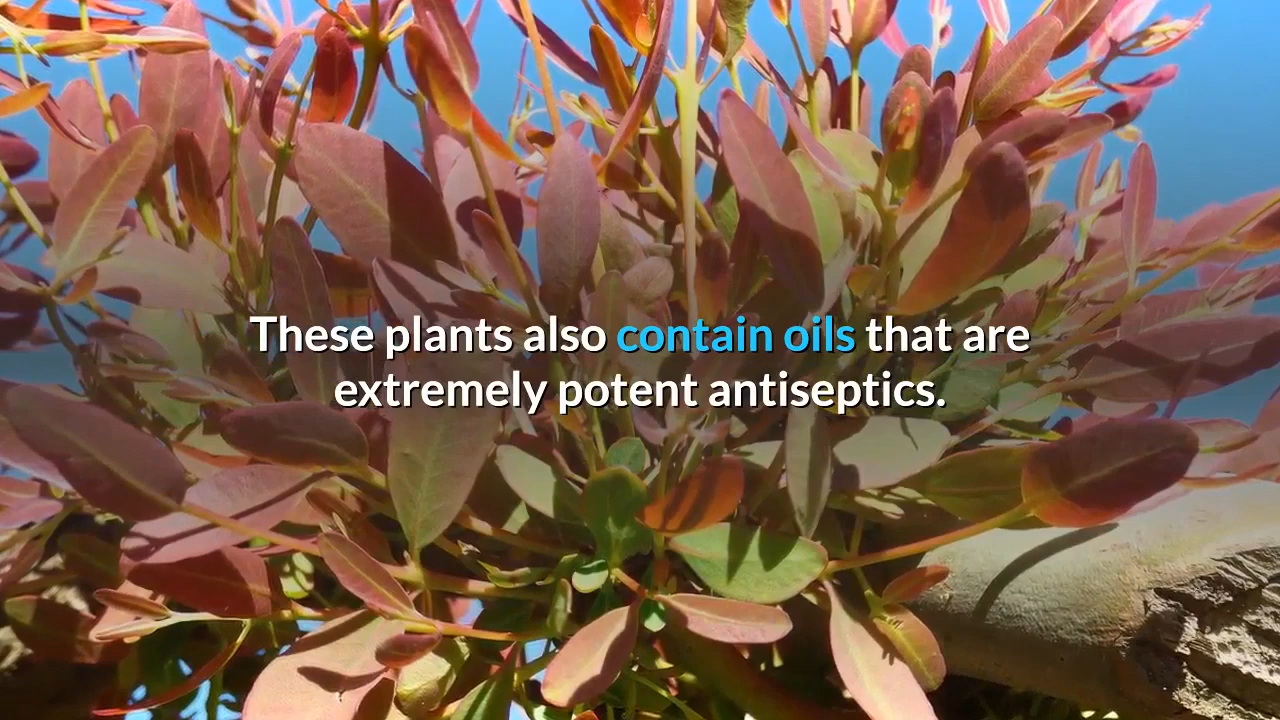 These plants also contain oils that are
extremely potent antiseptics.